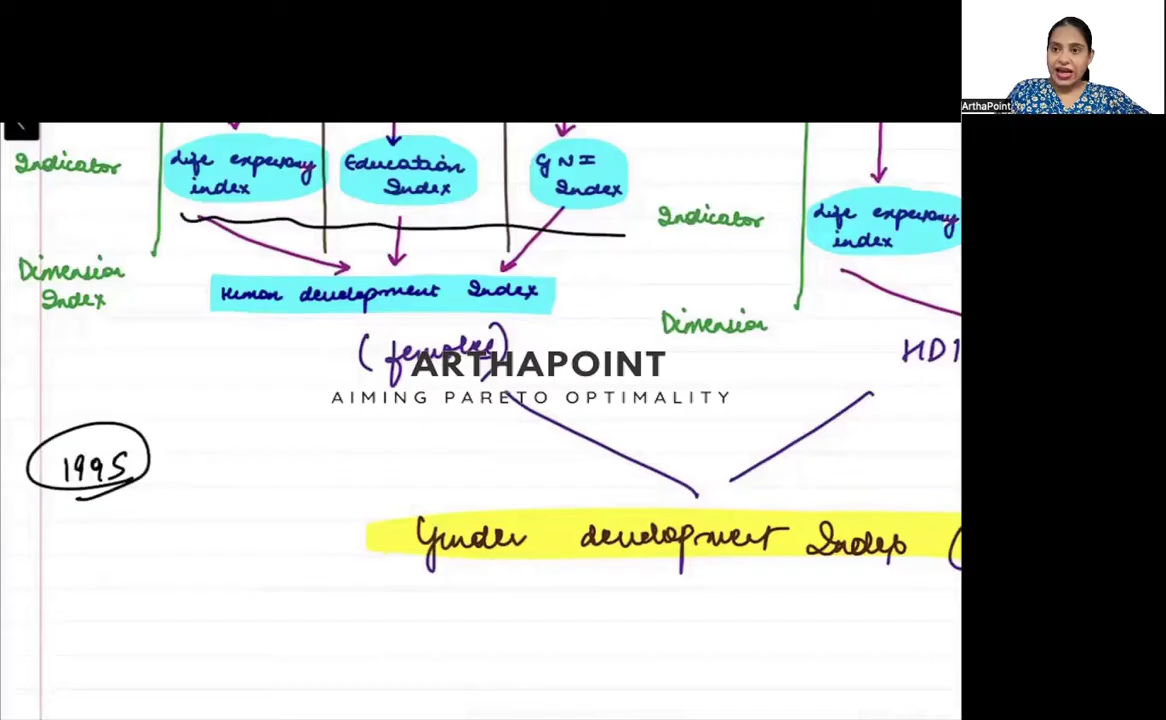 ArthaPoint
Indicator
Life expectancy index
Education Index
GNI Index
Indicator
Life expectancy index
Dimension Index
Human development Index
Dimension
(females)
HDI
ARTHAPOINT
AIMING PARETO OPTIMALITY
1995
Gender development Index (